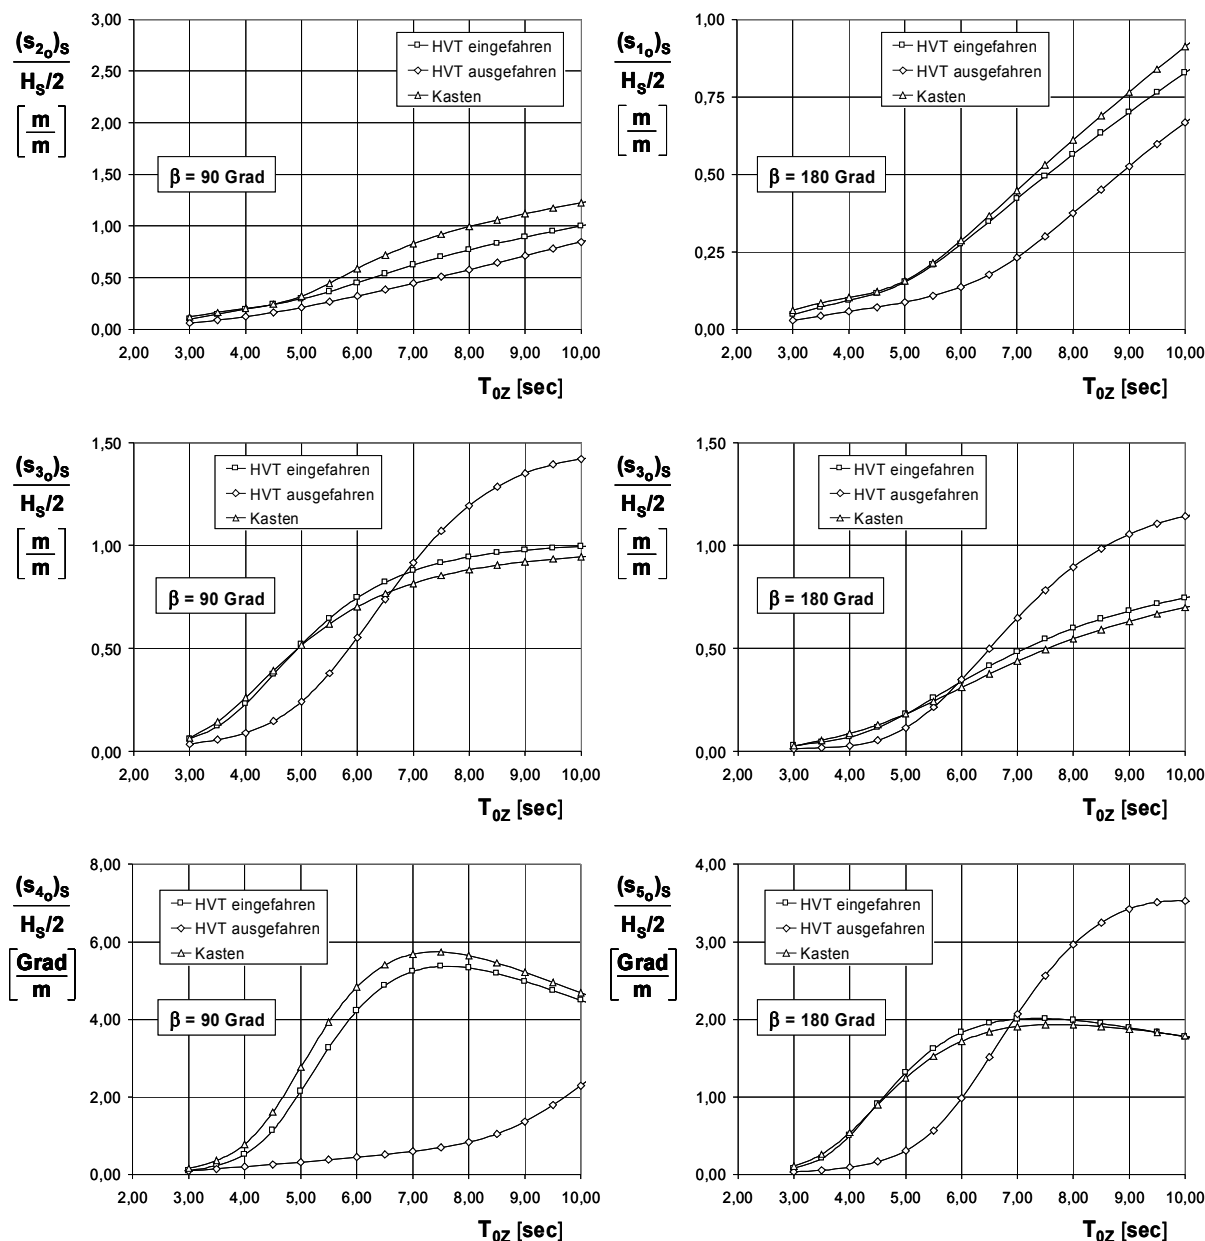 (s₂ₒ)ₛ
Hₛ/2
[m/m]
3,00
2,50
2,00
1,50
1,00
0,50
0,00
HVT eingefahren
HVT ausgefahren
Kasten
β = 90 Grad
2,00 3,00 4,00 5,00 6,00 7,00 8,00 9,00 10,00
T₀Z [sec]
(s₁ₒ)ₛ
Hₛ/2
[m/m]
1,00
0,75
0,50
0,25
0,00
HVT eingefahren
HVT ausgefahren
Kasten
β = 180 Grad
2,00 3,00 4,00 5,00 6,00 7,00 8,00 9,00 10,00
T₀Z [sec]
(s₃ₒ)ₛ
Hₛ/2
[m/m]
1,50
1,00
0,50
0,00
HVT eingefahren
HVT ausgefahren
Kasten
β = 90 Grad
2,00 3,00 4,00 5,00 6,00 7,00 8,00 9,00 10,00
T₀Z [sec]
(s₃ₒ)ₛ
Hₛ/2
[m/m]
1,50
1,00
0,50
0,00
HVT eingefahren
HVT ausgefahren
Kasten
β = 180 Grad
2,00 3,00 4,00 5,00 6,00 7,00 8,00 9,00 10,00
T₀Z [sec]
(s₄ₒ)ₛ
Hₛ/2
[Grad/m]
8,00
6,00
4,00
2,00
0,00
HVT eingefahren
HVT ausgefahren
Kasten
β = 90 Grad
2,00 3,00 4,00 5,00 6,00 7,00 8,00 9,00 10,00
T₀Z [sec]
(s₅ₒ)ₛ
Hₛ/2
[Grad/m]
4,00
3,00
2,00
1,00
0,00
HVT eingefahren
HVT ausgefahren
Kasten
β = 180 Grad
2,00 3,00 4,00 5,00 6,00 7,00 8,00 9,00 10,00
T₀Z [sec]